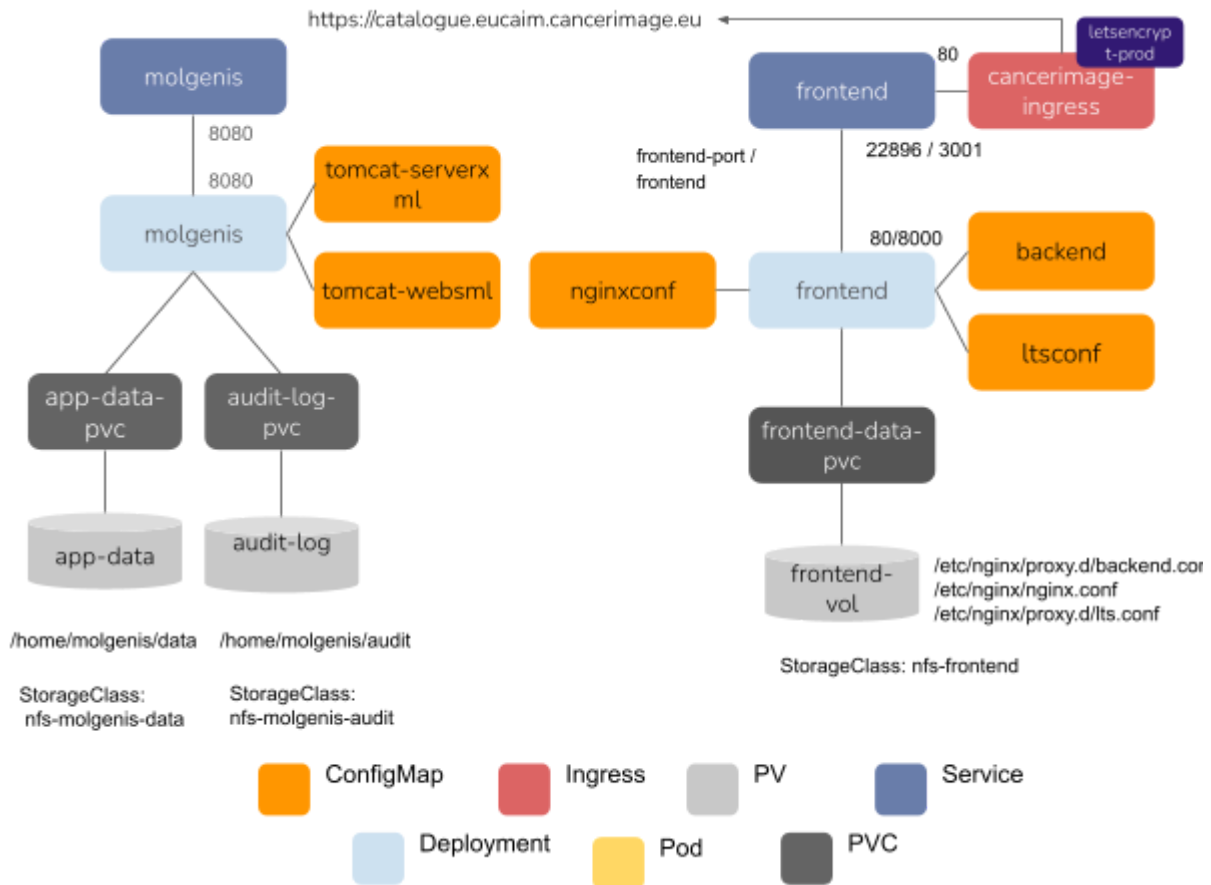 https://catalogue.eucaim.cancerimage.eu
letsencryp
t-prod
molgenis
frontend
80
cancerimage-
ingress
8080
8080
frontend-port /
frontend
22896 / 3001
tomcat-serverx
ml
molgenis
tomcat-websml
nginxconf
80/8000
frontend
backend
ltsconf
app-data-
pvc
audit-log-
pvc
frontend-data-
pvc
app-data
audit-log
frontend-
vol
/etc/nginx/proxy.d/backend.con
/etc/nginx/nginx.conf
/etc/nginx/proxy.d/lts.conf
/home/molgenis/data
/home/molgenis/audit
StorageClass: nfs-frontend
StorageClass:
nfs-molgenis-data
StorageClass:
nfs-molgenis-audit
ConfigMap
Ingress
PV
Service
Deployment
Pod
PVC